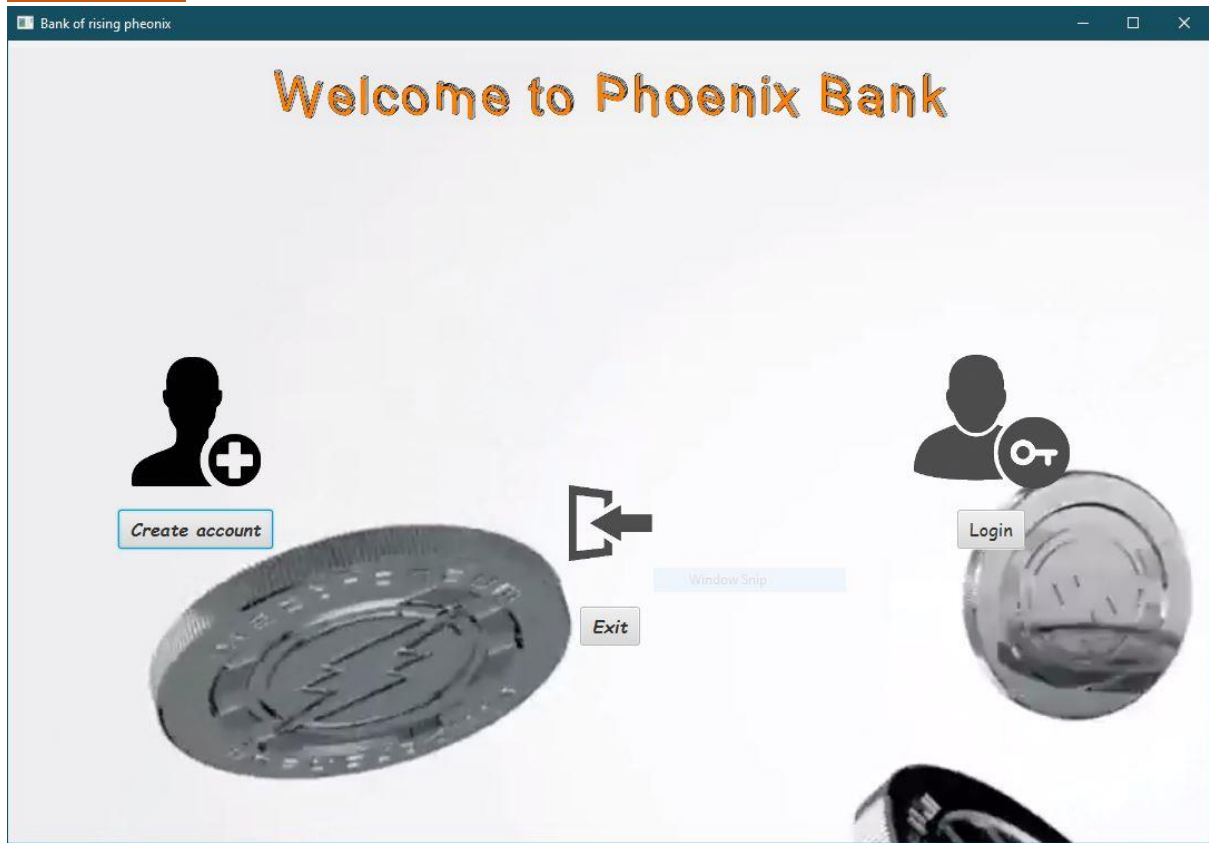 Bank of rising pheonix
Welcome to Phoenix Bank
Create account
Login
Window Snip
Exit